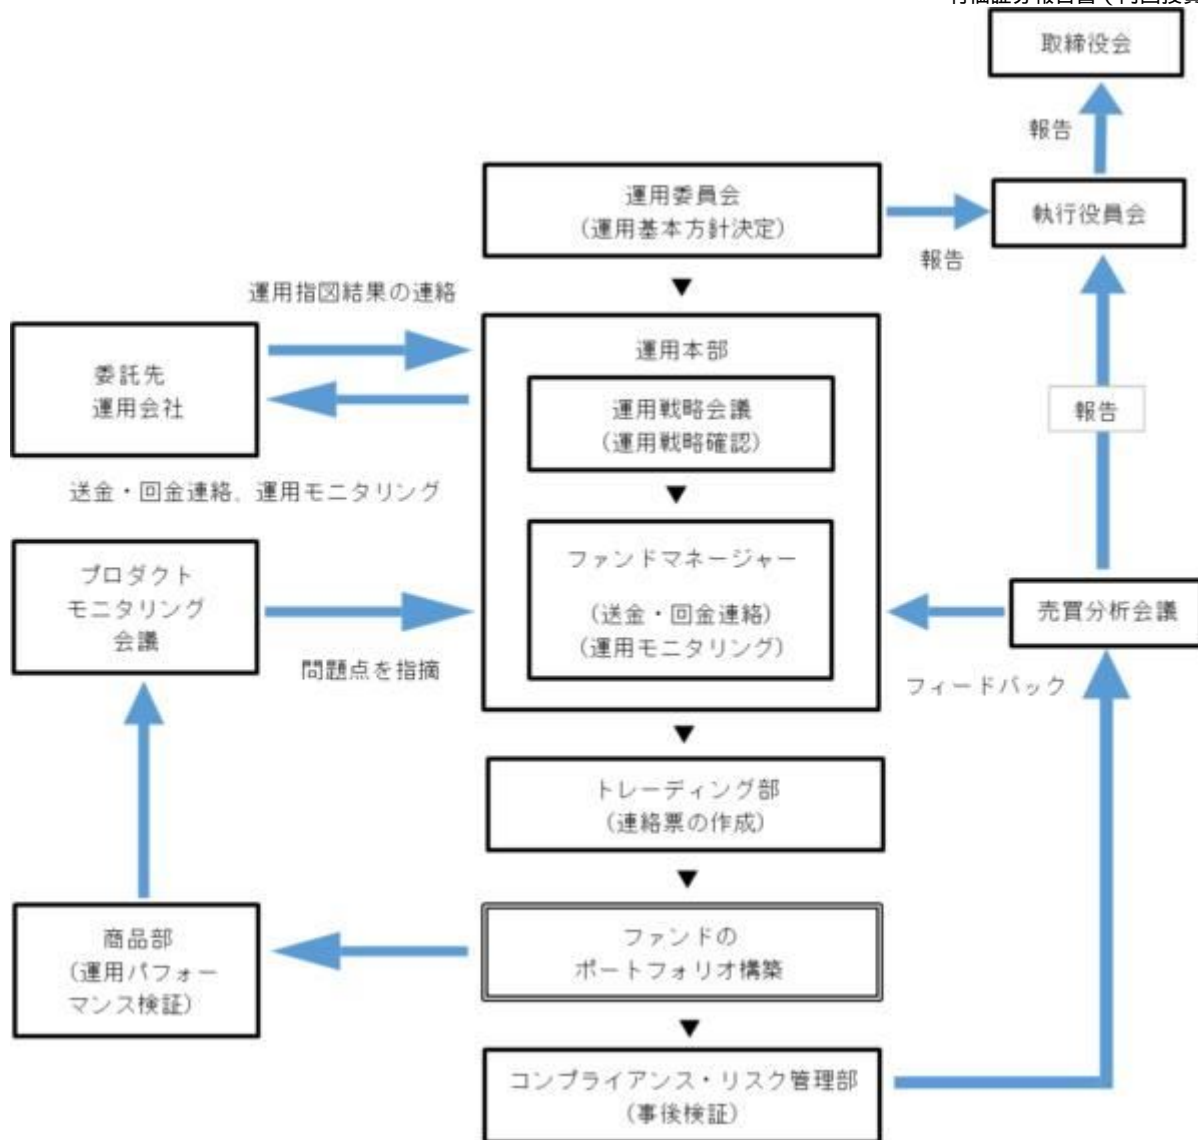 取締役会
報告
運用委員会
(運用基本方針決定)
執行役員会
報告
運用指図結果の連絡
運用本部
委託先
運用会社
運用戦略会議
(運用戦略確認)
報告
送金・回金連絡、運用モニタリング
プロダクト
モニタリング
会議
ファンドマネージャー
(送金・回金連絡)
(運用モニタリング)
売買分析会議
問題点を指摘
フィードバック
トレーディング部
(連絡票の作成)
商品部
(運用パフォー
マンス検証)
ファンドの
ポートフォリオ構築
コンプライアンス・リスク管理部
(事後検証)